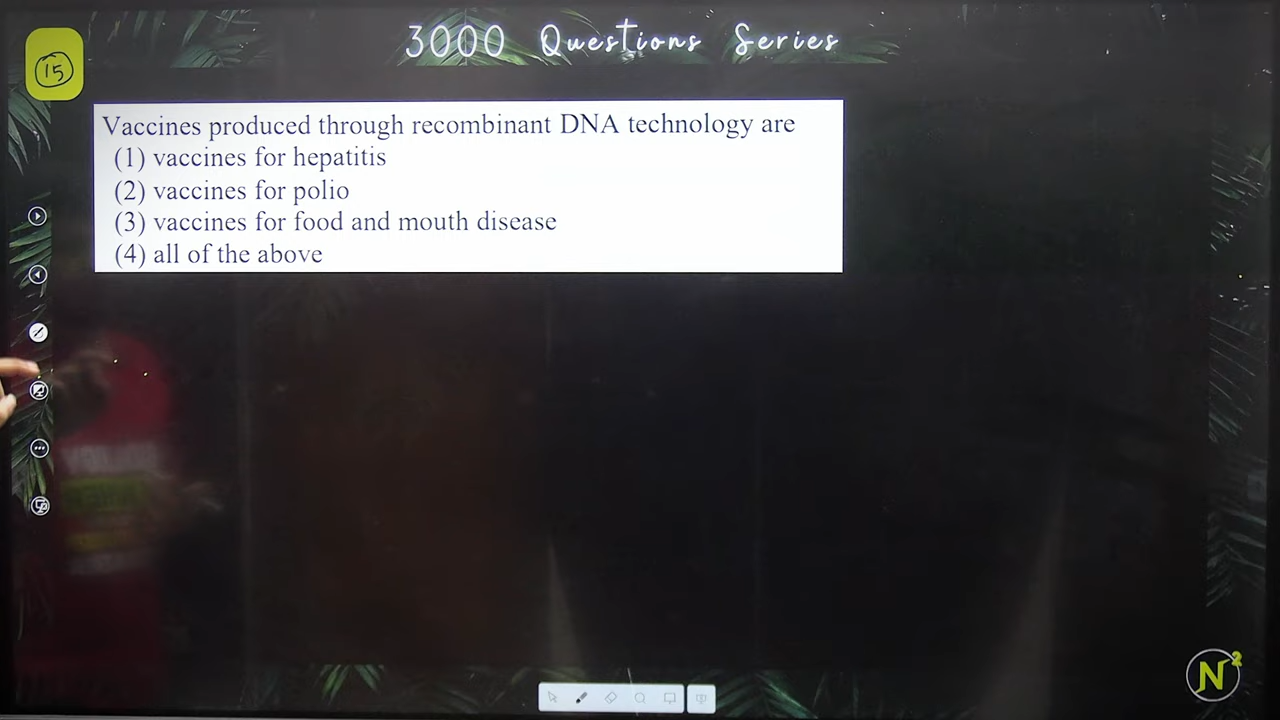 3000 Questions Series
15
Vaccines produced through recombinant DNA technology are
(1) vaccines for hepatitis
(2) vaccines for polio
(3) vaccines for food and mouth disease
(4) all of the above
N2